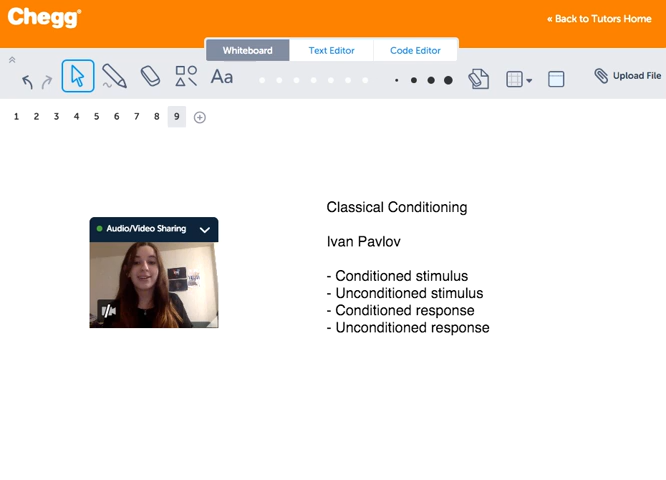 Chegg®
« Back to Tutors Home
Whiteboard
Text Editor
Code Editor
Aa
Upload File
1 2 3 4 5 6 7 8 9
Audio/Video Sharing
Classical Conditioning
Ivan Pavlov
- Conditioned stimulus
- Unconditioned stimulus
- Conditioned response
- Unconditioned response